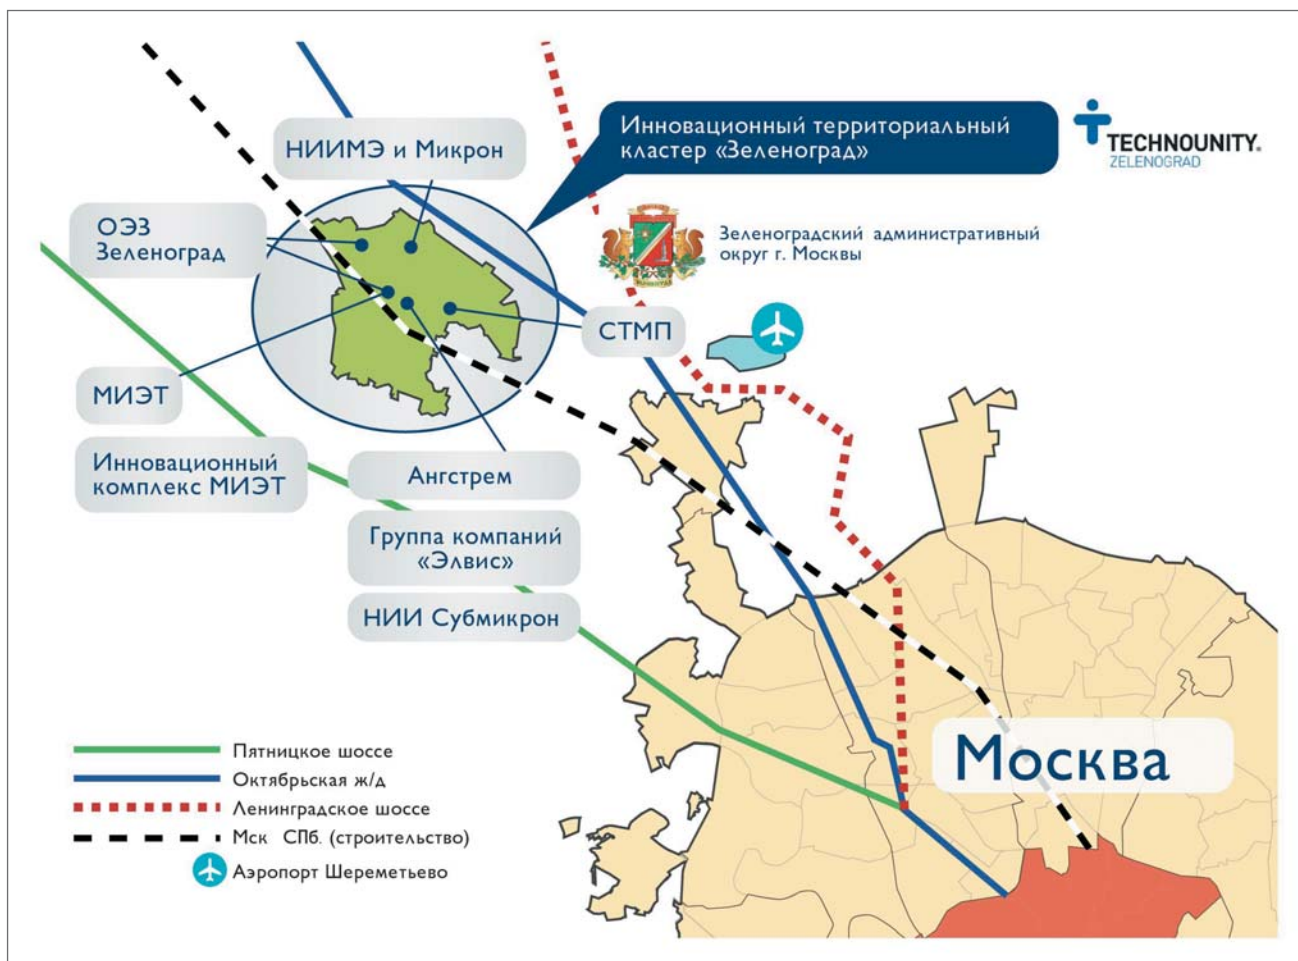 НИИМЭ и Микрон
Инновационный территориальный
кластер «Зеленоград»
TECHNOUNITY®
ZELENOGRAD
ОЭЗ
Зеленоград
Зеленоградский административный
округ г. Москвы
СТМП
МИЭТ
Инновационный
комплекс МИЭТ
Ангстрем
Группа компаний
«Элвис»
НИИ Субмикрон
Москва
Пятницкое шоссе
Октябрьская ж/д
Ленинградское шоссе
Мск СПб. (строительство)
Аэропорт Шереметьево